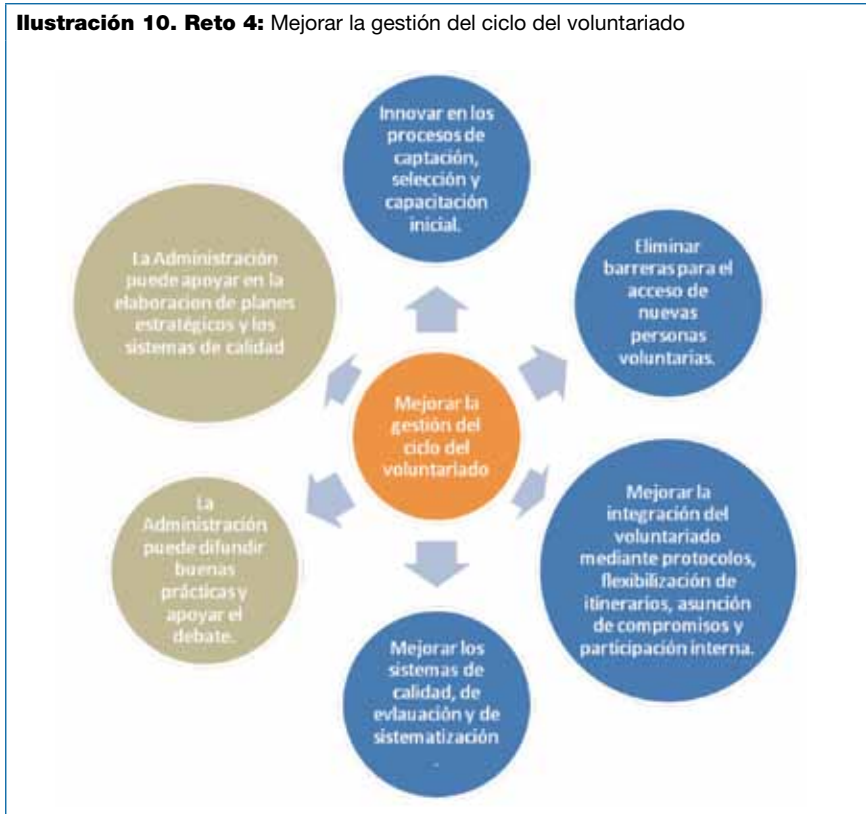 Ilustración 10. Reto 4: Mejorar la gestión del ciclo del voluntariado
Innovar en los
procesos de
captación,
selección y
capacitación
inicial.
La Administración
puede apoyar en la
elaboracion de planes
estratégicos y los
sistemas de calidad
Eliminar
barreras para el
acceso de
nuevas
personas
voluntarias.
Mejorar la
gestión del
ciclo del
voluntariado
La
Administración
puede difundir
buenas
prácticas y
apoyar el
debate.
Mejorar la
integración del
voluntariado
mediante protocolos,
flexibilización de
itinerarios, asunción
de compromisos y
participación interna.
Mejorar los
sistemas de
calidad, de
evlauación y de
sistematización
.